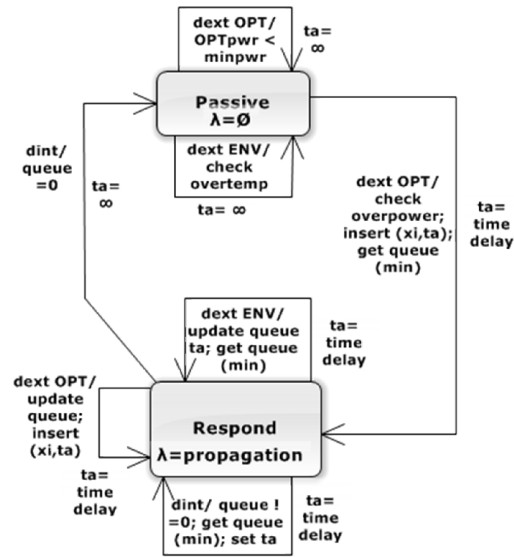 dext OPT/
OPTpwr <
minpwr
ta=
∞
Passive
λ=Ø
dext ENV/
check
overtemp
ta= ∞
dint/
queue
=0
ta=
∞
dext OPT/
check
overpower;
insert (xi,ta);
get queue
(min)
ta=
time
delay
dext ENV/
update queue
ta; get queue
(min)
ta=
time
delay
dext OPT/
update
queue;
insert
(xi,ta)
ta=
time
delay
Respond
λ=propagation
dint/ queue !
=0; get queue
(min); set ta
ta=
time
delay